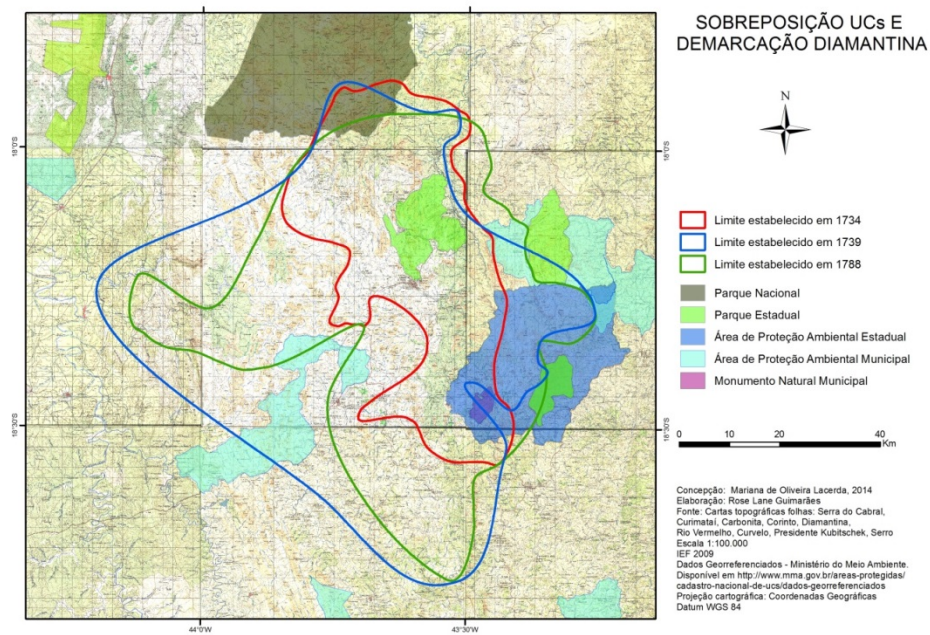 SOBREPOSIÇÃO UCs E
DEMARCAÇÃO DIAMANTINA
N
44°0'W
43°30'W
18°0'S
18°0'S
18°30'S
18°30'S
Limite estabelecido em 1734
Limite estabelecido em 1739
Limite estabelecido em 1788
Parque Nacional
Parque Estadual
Área de Proteção Ambiental Estadual
Área de Proteção Ambiental Municipal
Monumento Natural Municipal
0 10 20 40
Km
Concepção: Mariana de Oliveira Lacerda, 2014
Elaboração: Rose Lane Guimarães
Fonte: Cartas topográficas folhas: Serra do Cabral,
Curimataí, Carbonita, Corinto, Diamantina,
Rio Vermelho, Curvelo, Presidente Kubitschek, Serro
Escala 1:100.000
IEF 2009
Dados Georreferenciados - Ministério do Meio Ambiente.
Disponível em http://www.mma.gov.br/areas-protegidas/
cadastro-nacional-de-ucs/dados-georreferenciados
Projeção cartográfica: Coordenadas Geográficas
Datum WGS 84